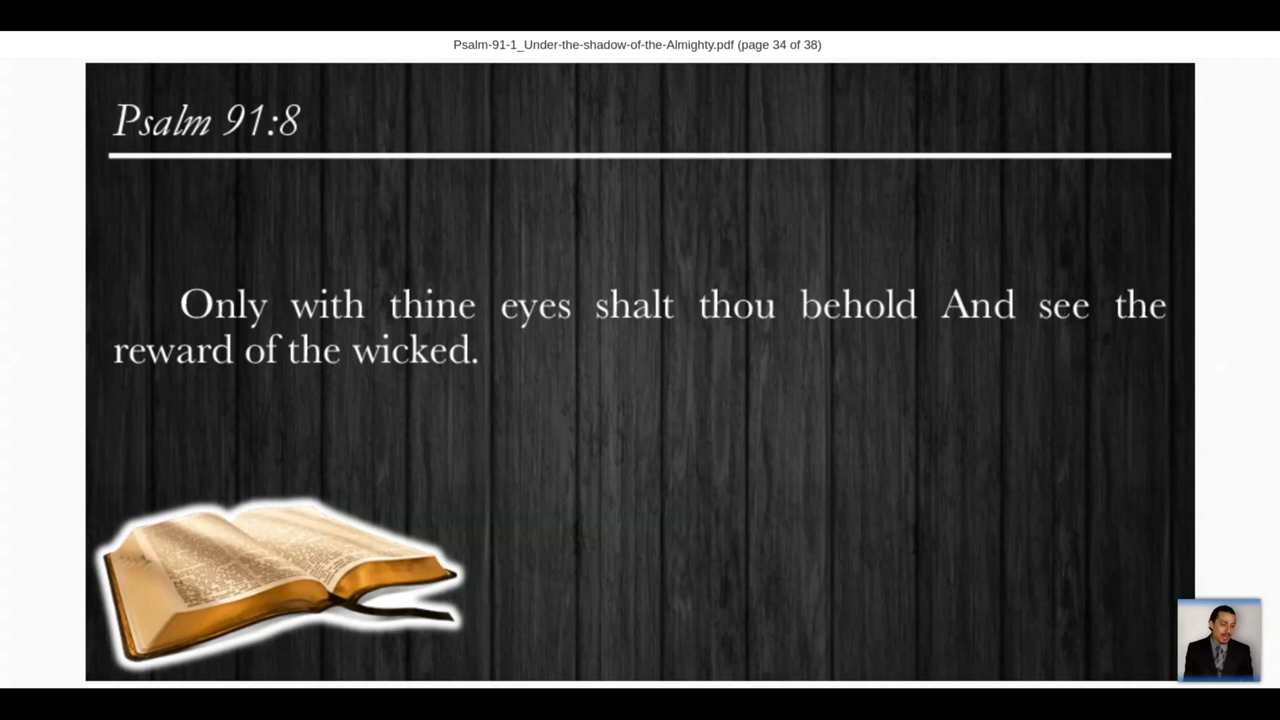 Psalm-91-1_Under-the-shadow-of-the-Almighty.pdf (page 34 of 38)
Psalm 91:8
Only with thine eyes shalt thou behold And see the
reward of the wicked.